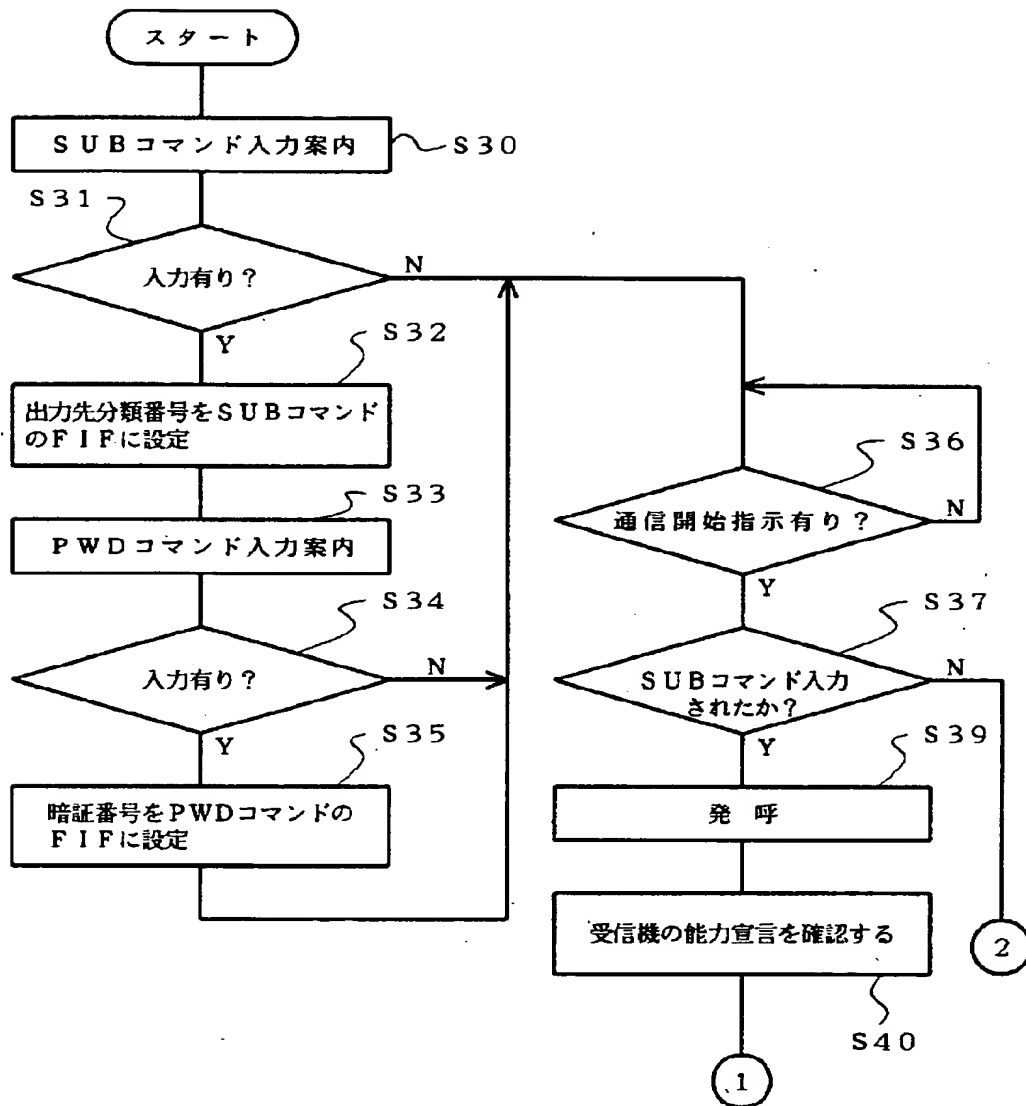 スタート
SUBコマンド入力案内
S30
S31
入力有り？
N
Y
S32
出力先分類番号をSUBコマンド
のFIFに設定
S33
PWDコマンド入力案内
S34
入力有り？
N
Y
S35
暗証番号をPWDコマンドの
FIFに設定
S36
通信開始指示有り？
N
Y
S37
SUBコマンド入力
されたか？
N
Y
S39
発呼
受信機の能力宣言を確認する
S40
2
1